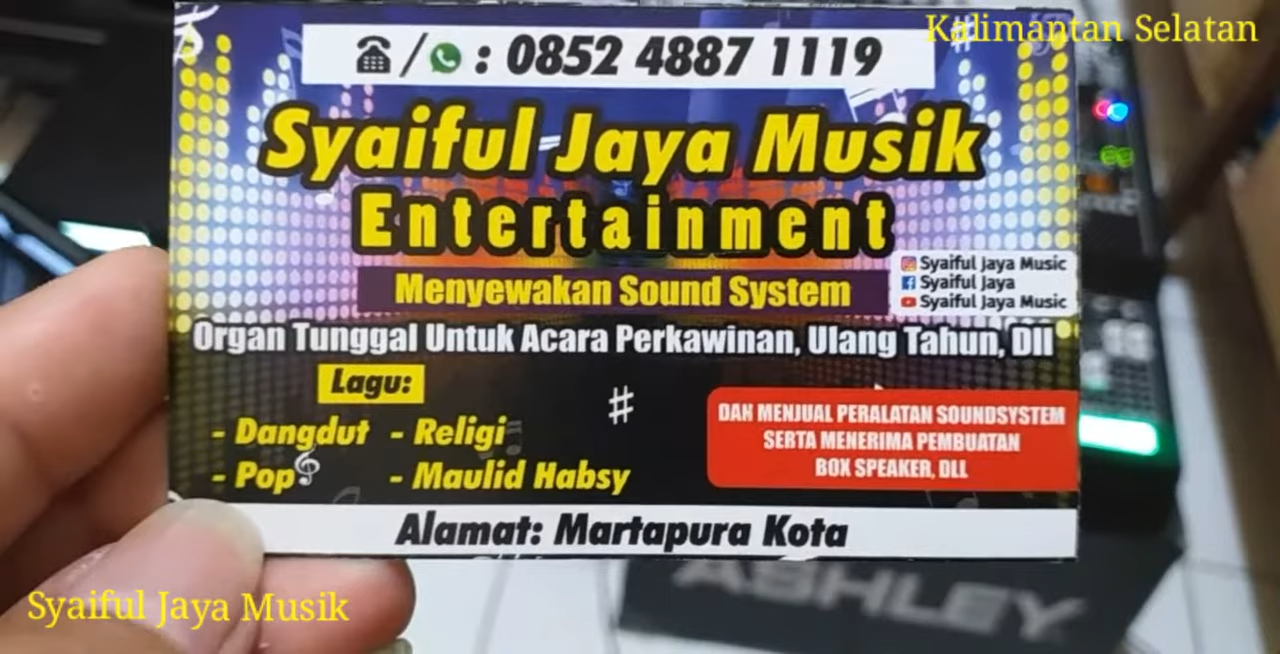 Kalimantan Selatan
: 0852 4887 1119
Syaiful Jaya Musik
Entertainment
Menyewakan Sound System
Syaiful Jaya Music
Syaiful Jaya
Syaiful Jaya Music
Organ Tunggal Untuk Acara Perkawinan, Ulang Tahun, Dll
Lagu:
- Dangdut - Religi
- Pop - Maulid Habsy
#
DAN MENJUAL PERALATAN SOUNDSYSTEM
SERTA MENERIMA PEMBUATAN
BOX SPEAKER, DLL
Alamat: Martapura Kota
ASHLEY
Syaiful Jaya Musik